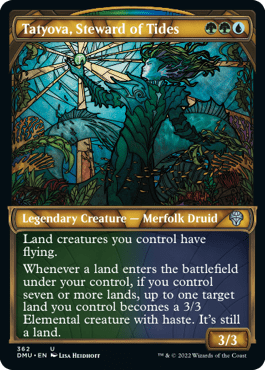 Tatyova, Steward of Tides
Legendary Creature — Merfolk Druid
Land creatures you control have
flying.
Whenever a land enters the battlefield
under your control, if you control
seven or more lands, up to one target
land you control becomes a 3/3
Elemental creature with haste. It's still
a land.
3/3
362 U
DMU • EN Lisa Heidhoff
™ & © 2022 Wizards of the Coast